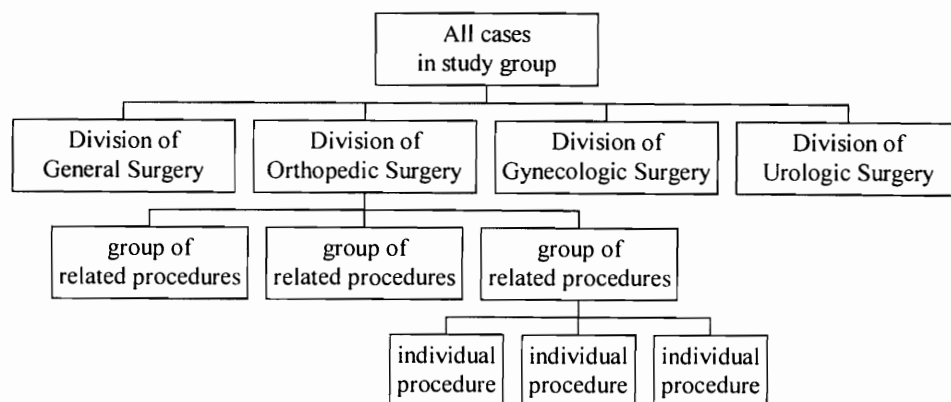 All cases
in study group
Division of
General Surgery
Division of
Orthopedic Surgery
Division of
Gynecologic Surgery
Division of
Urologic Surgery
group of
related procedures
group of
related procedures
group of
related procedures
individual
procedure
individual
procedure
individual
procedure